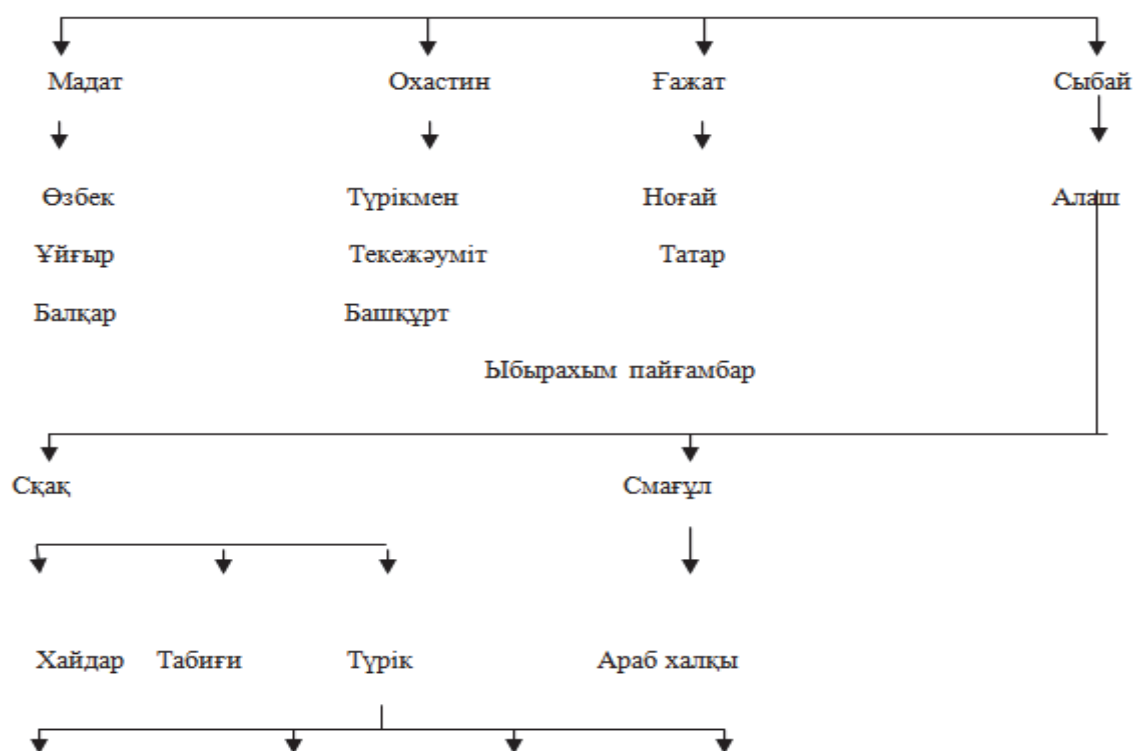 Мадат Охастин Ғажат Сыбай
Өзбек Түрікмен Ноғай Алаш
Ұйғыр Текежәуміт Татар
Балқар Башқұрт
Ыбырахым пайғамбар
Сқақ Смағұл
Хайдар Табиғи Түрік Араб халқы